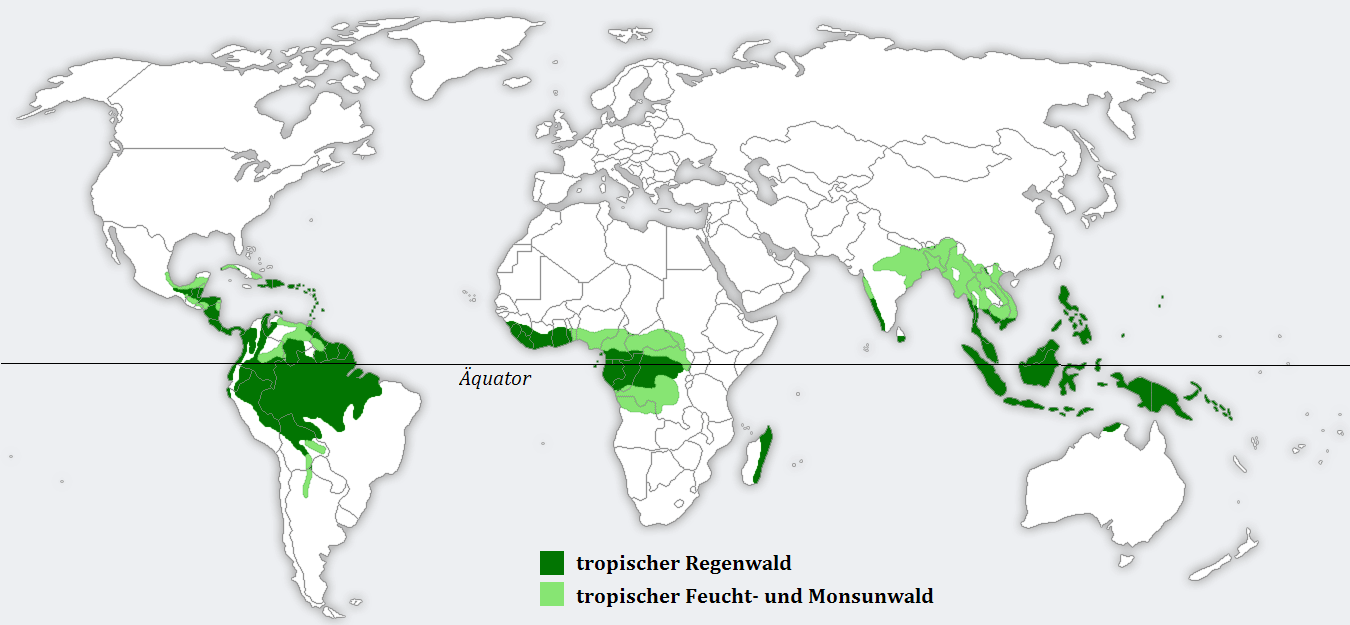 Äquator
tropischer Regenwald
tropischer Feucht- und Monsunwald